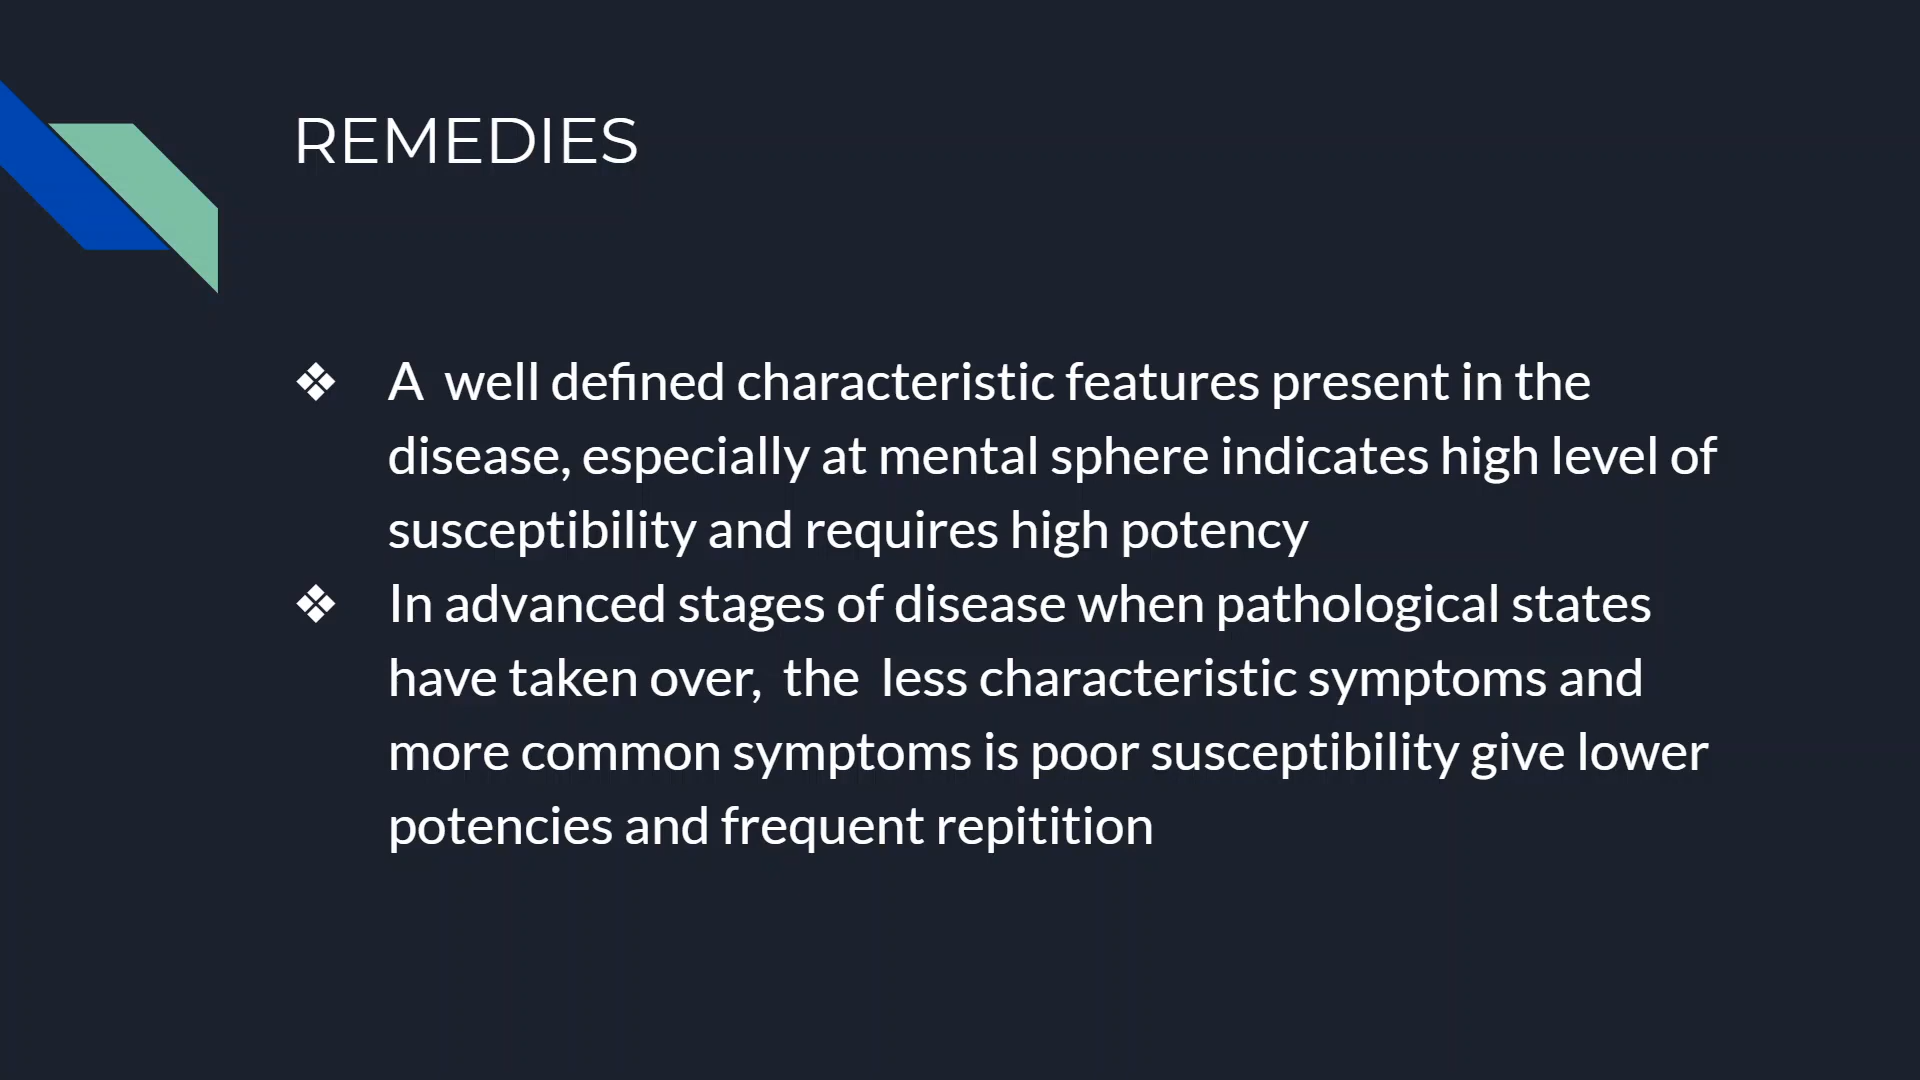 REMEDIES
❖ A well defined characteristic features present in the
disease, especially at mental sphere indicates high level of
susceptibility and requires high potency
❖ In advanced stages of disease when pathological states
have taken over, the less characteristic symptoms and
more common symptoms is poor susceptibility give lower
potencies and frequent repitition